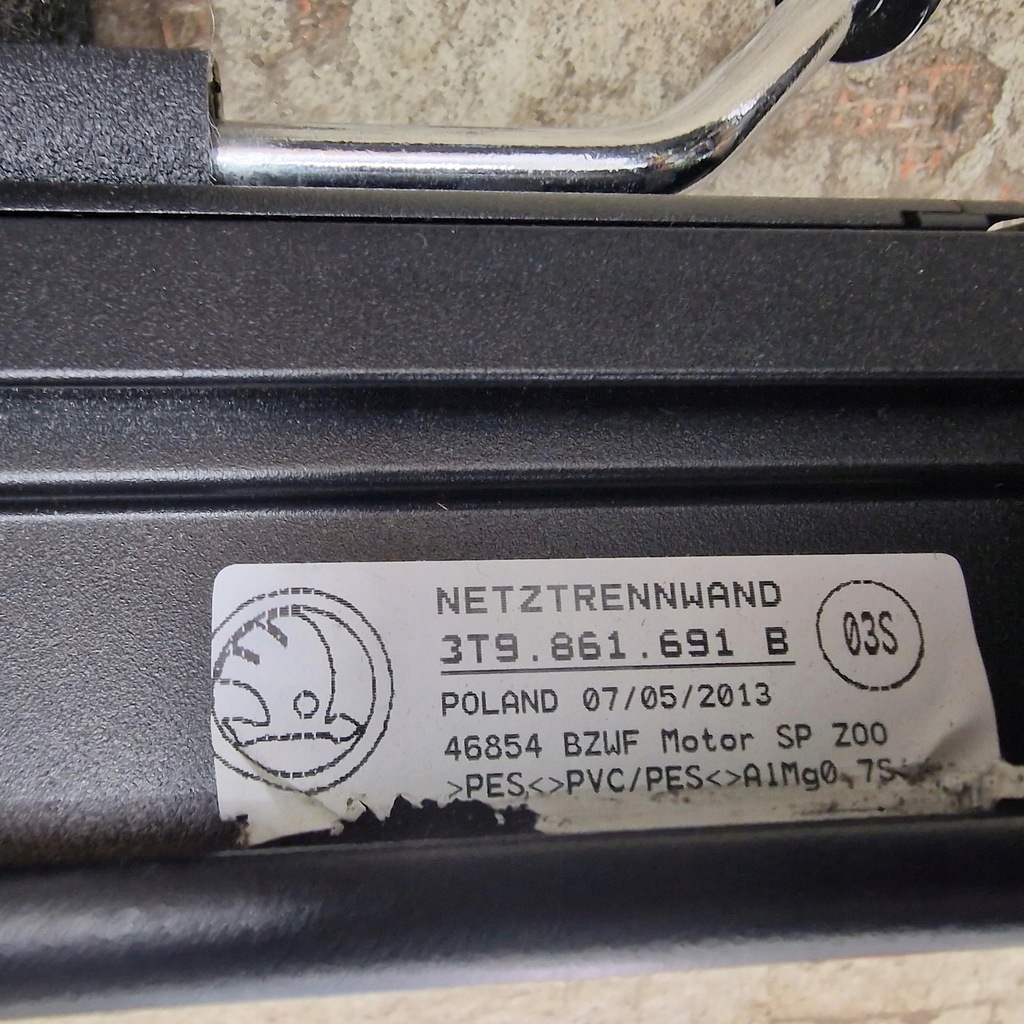 NETZTRENNWAND
3T9.861.691 B
03S
POLAND 07/05/2013
46854 BZWF Motor SP ZOO
>PES<>PVC/PES<>AlMg0,7S